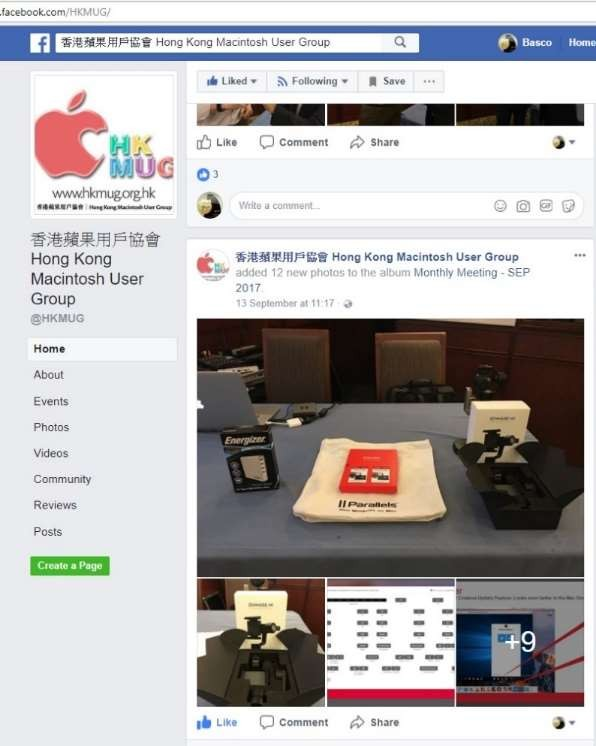 .facebook.com/HKMUG/
香港蘋果用戶協會 Hong Kong Macintosh User Group
Basco
Home
Liked
Following
Save
HK
MUG
www.hkmug.org.hk
香港蘋果用戶協會 | Hong Kong Macintosh User Group
香港蘋果用戶協會
Hong Kong
Macintosh User
Group
@HKMUG
Home
About
Events
Photos
Videos
Community
Reviews
Posts
Create a Page
Like Comment Share
3
Write a comment...
GIF
香港蘋果用戶協會 Hong Kong Macintosh User Group
added 12 new photos to the album Monthly Meeting - SEP
2017.
13 September at 11:17
Energizer
Parallels
+9
Like Comment Share